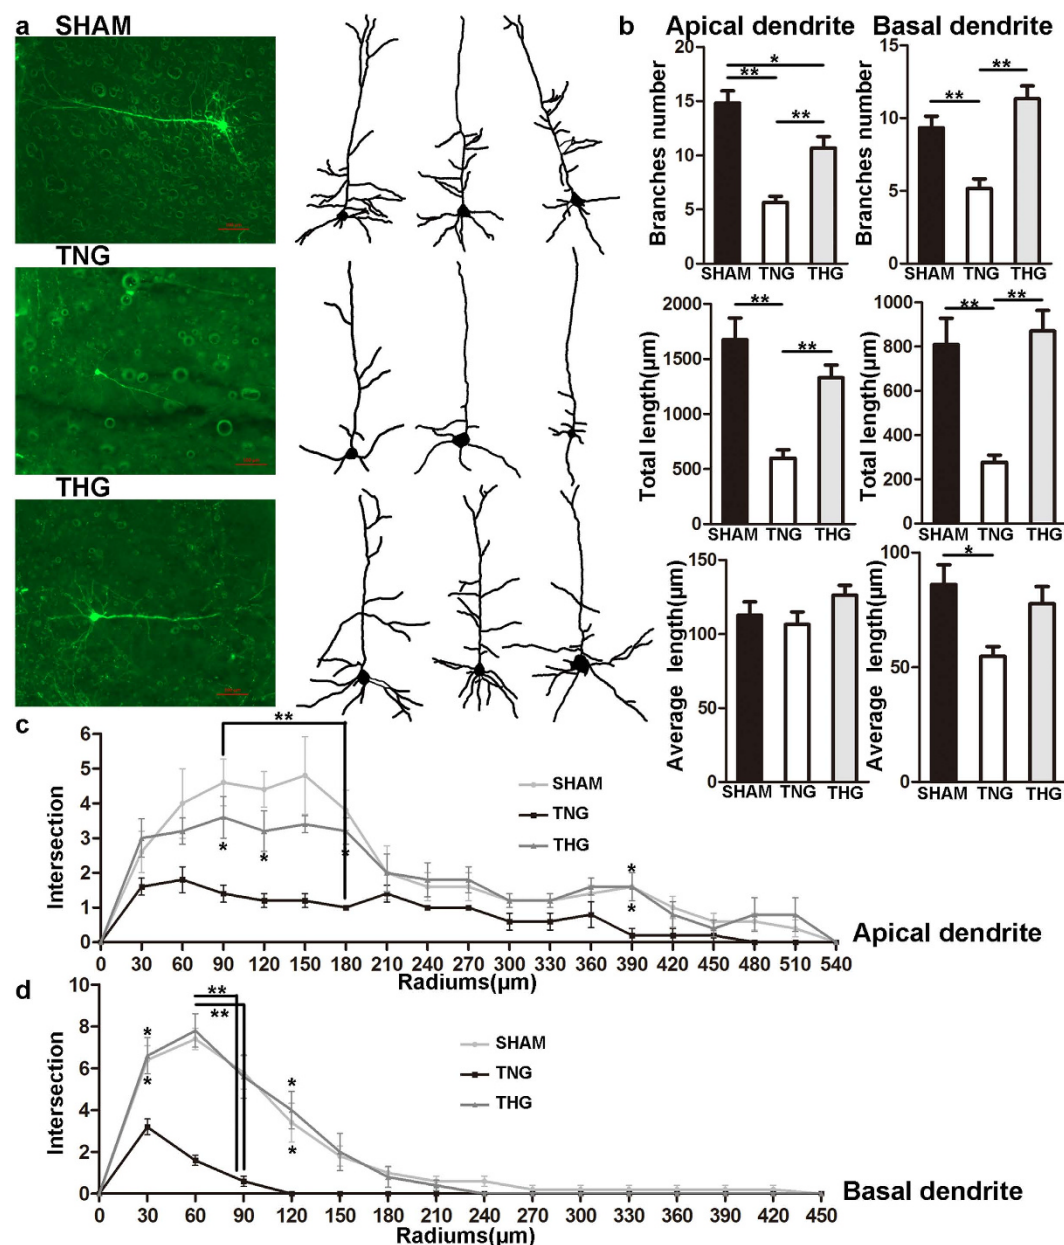 a SHAM
TNG
THG
b Apical dendrite Basal dendrite
Branches number
20
15
10
5
0
* ** **
SHAM TNG THG
Branches number
15
10
5
0
** **
SHAM TNG THG
Total length(μm)
2000
1500
1000
500
0
** **
SHAM TNG THG
Total length(μm)
1000
800
600
400
200
0
** **
SHAM TNG THG
Average length(μm)
150
100
50
0
SHAM TNG THG
Average length(μm)
100
50
0
*
SHAM TNG THG
c
**
Intersection
6
5
4
3
2
1
0
SHAM
TNG
THG
* * * *
*
0 30 60 90 120 150 180 210 240 270 300 330 360 390 420 450 480 510 540
Radiums(μm)
Apical dendrite
d
**
**
Intersection
10
8
6
4
2
0
SHAM
TNG
THG
* *
* *
0 30 60 90 120 150 180 210 240 270 300 330 360 390 420 450
Radiums(μm)
Basal dendrite